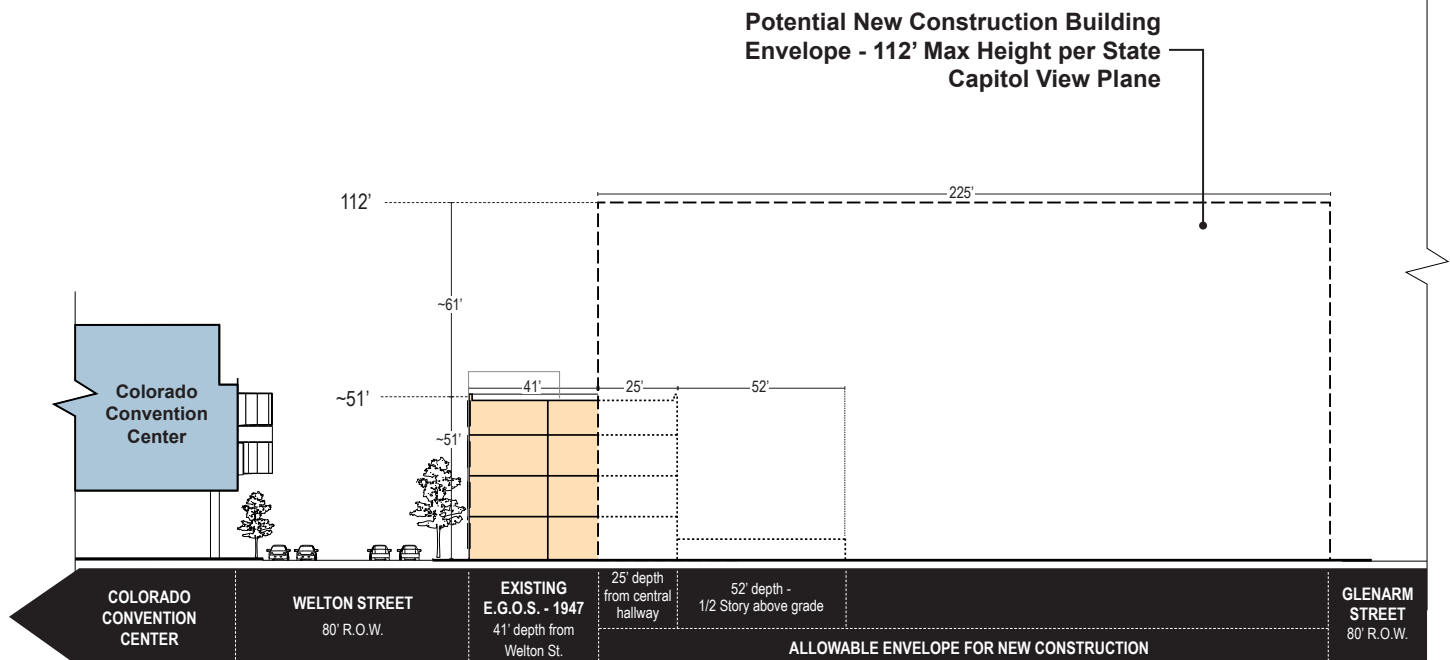 Potential New Construction Building
Envelope - 112’ Max Height per State
Capitol View Plane
225’
112’
~61’
41’
25’
52’
~51’
~51’
Colorado
Convention
Center
COLORADO
CONVENTION
CENTER
WELTON STREET
80’ R.O.W.
EXISTING
E.G.O.S. - 1947
41’ depth from
Welton St.
25’ depth
from central
hallway
52’ depth -
1/2 Story above grade
ALLOWABLE ENVELOPE FOR NEW CONSTRUCTION
GLENARM
STREET
80’ R.O.W.